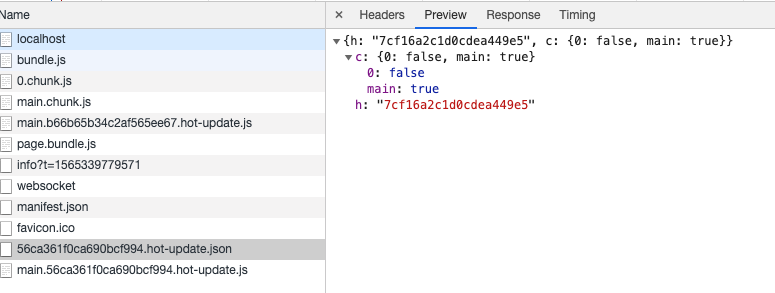 Name
localhost
bundle.js
0.chunk.js
main.chunk.js
main.b66b65b34c2af565ee67.hot-update.js
page.bundle.js
info?t=1565339779571
websocket
manifest.json
favicon.ico
56ca361f0ca690bcf994.hot-update.json
main.56ca361f0ca690bcf994.hot-update.js
× Headers Preview Response Timing
▼{h: "7cf16a2c1d0cdea449e5", c: {0: false, main: true}}
▼c: {0: false, main: true}
0: false
main: true
h: "7cf16a2c1d0cdea449e5"